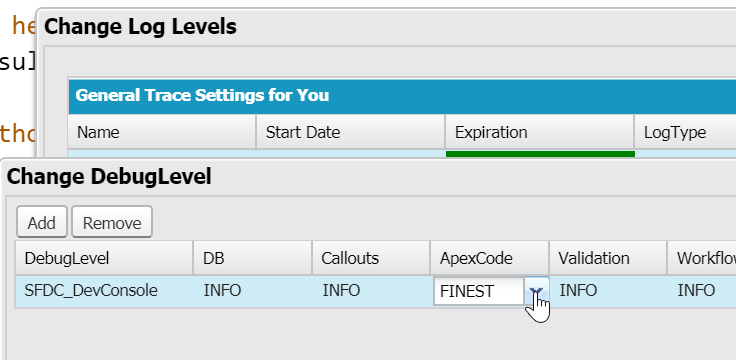 he
Change Log Levels
sul
General Trace Settings for You
Name Start Date Expiration LogType
Change DebugLevel
Add Remove
DebugLevel DB Callouts ApexCode Validation Workflow
SFDC_DevConsole INFO INFO FINEST INFO INFO